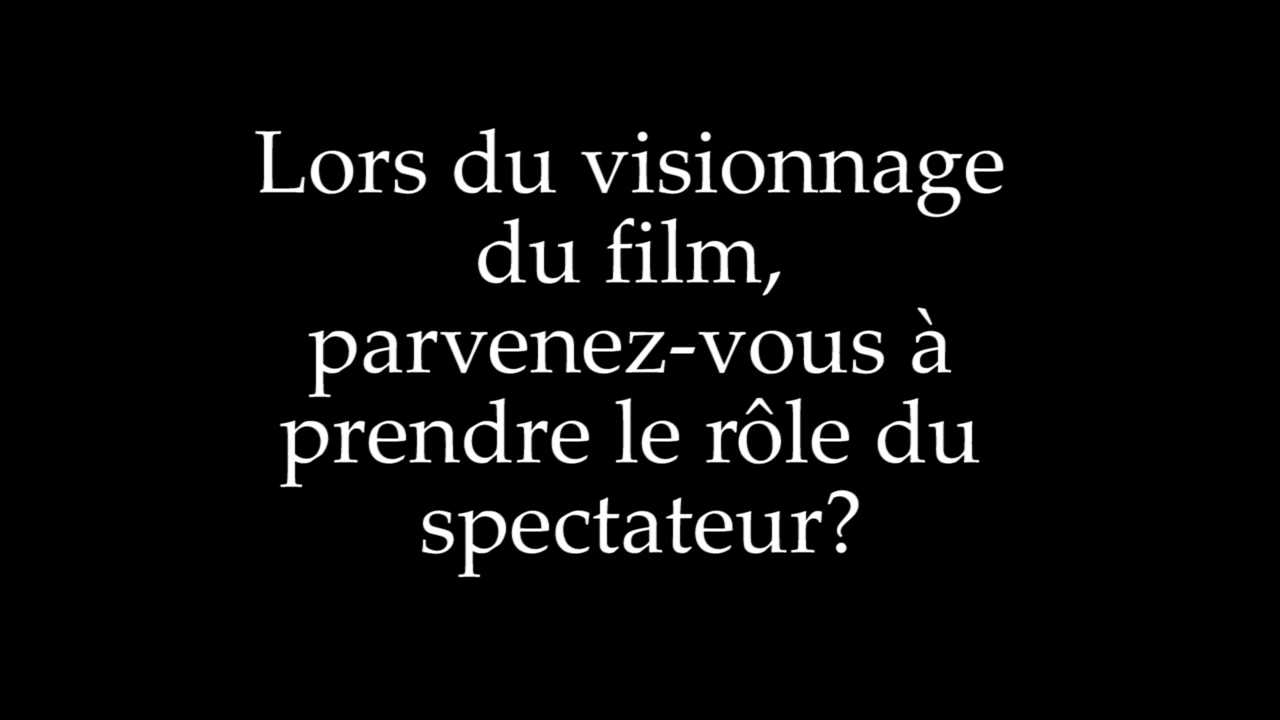 Lors du visionnage
du film,
parvenez-vous à
prendre le rôle du
spectateur?